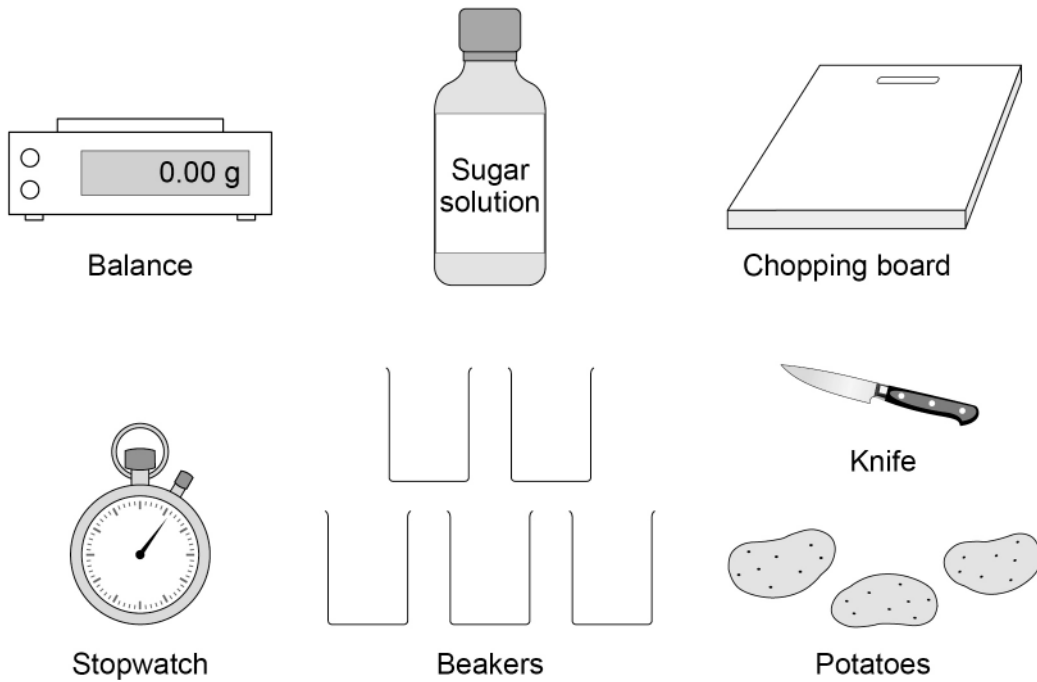 0.00 g
Balance
Sugar
solution
Chopping board
Stopwatch
Beakers
Knife
Potatoes